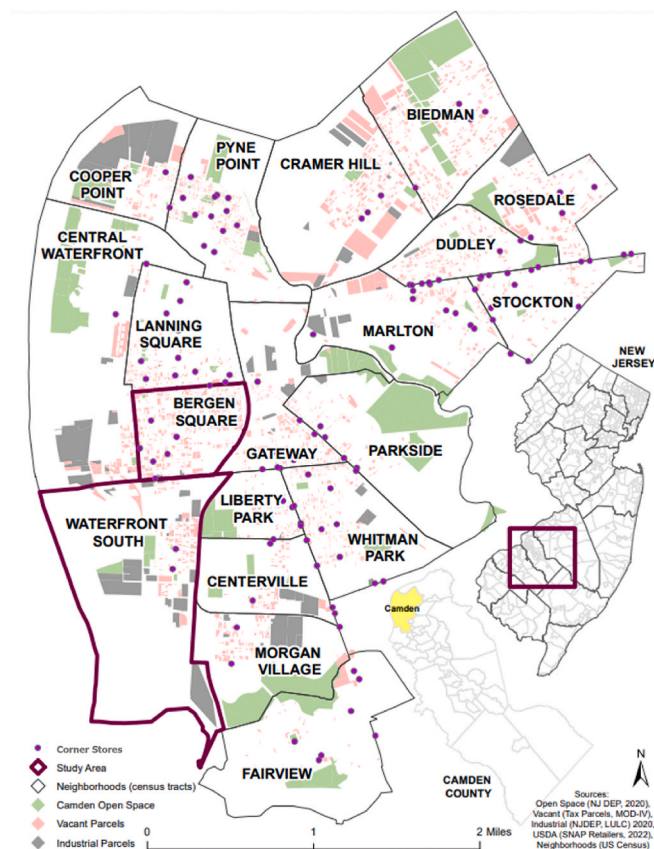 BIEDMAN
PYNE
POINT
CRAMER HILL
COOPER
POINT
ROSEDALE
CENTRAL
WATERFRONT
DUDLEY
STOCKTON
LANNING
SQUARE
MARLTON
NEW
JERSEY
BERGEN
SQUARE
GATEWAY
PARKSIDE
LIBERTY
PARK
WATERFRONT
SOUTH
WHITMAN
PARK
CENTERVILLE
Camden
MORGAN
VILLAGE
FAIRVIEW
CAMDEN
COUNTY
N
Corner Stores
Study Area
Neighborhoods (census tracts)
Camden Open Space
Vacant Parcels
Industrial Parcels
0 1 2 Miles
Sources:
Open Space (NJ DEP, 2020),
Vacant (Tax Parcels, MOD-IV),
Industrial (NJDEP, LULC) 2020,
USDA (SNAP Retailers, 2022),
Neighborhoods (US Census)